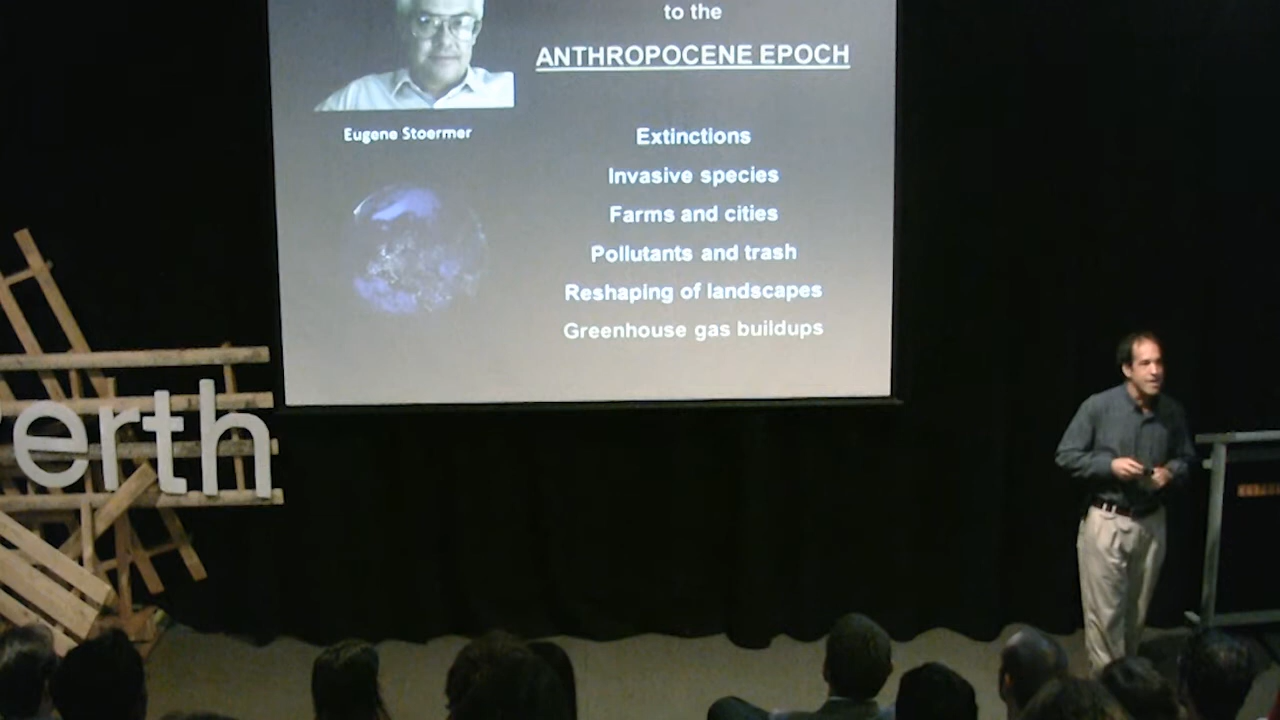 to the
ANTHROPOCENE EPOCH
Eugene Stoermer
Extinctions
Invasive species
Farms and cities
Pollutants and trash
Reshaping of landscapes
Greenhouse gas buildups
erth